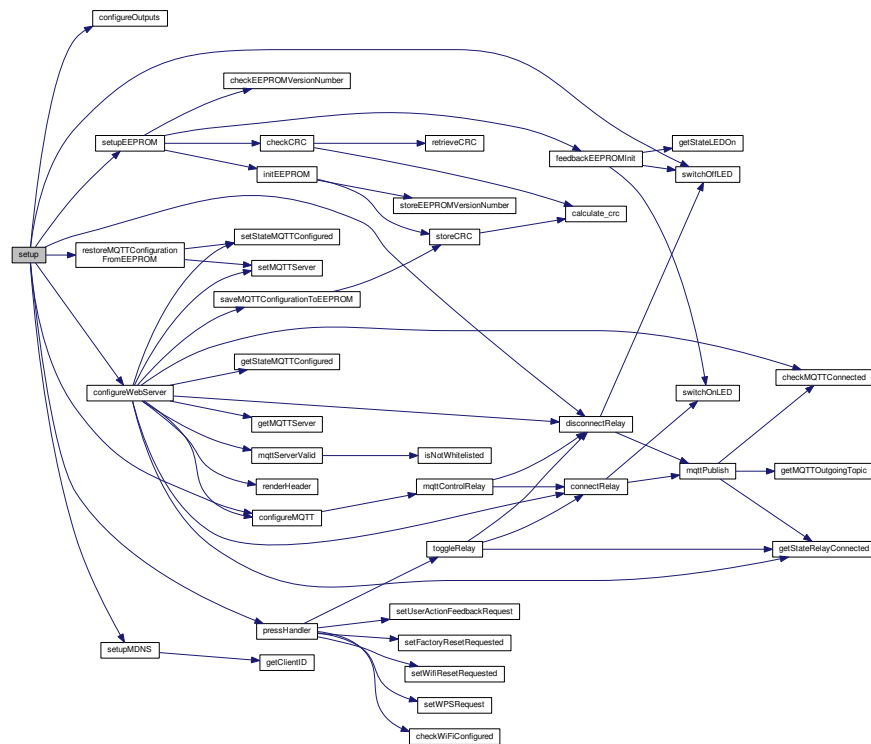 configureOutputs
checkEEPROMVersionNumber
setupEEPROM
checkCRC
retrieveCRC
getStateLEDOn
feedbackEEPROMInit
initEEPROM
switchOffLED
storeEEPROMVersionNumber
calculate_crc
setStateMQTTConfigured
storeCRC
setup
restoreMQTTConfiguration
FromEEPROM
setMQTTServer
saveMQTTConfigurationToEEPROM
getStateMQTTConfigured
checkMQTTConnected
configureWebServer
switchOnLED
getMQTTServer
disconnectRelay
mqttServerValid
isNotWhitelisted
mqttPublish
getMQTTOutgoingTopic
renderHeader
mqttControlRelay
connectRelay
configureMQTT
toggleRelay
getStateRelayConnected
setUserActionFeedbackRequest
pressHandler
setFactoryResetRequested
setupMDNS
getClientID
setWifiResetRequested
setWPSRequest
checkWiFiConfigured